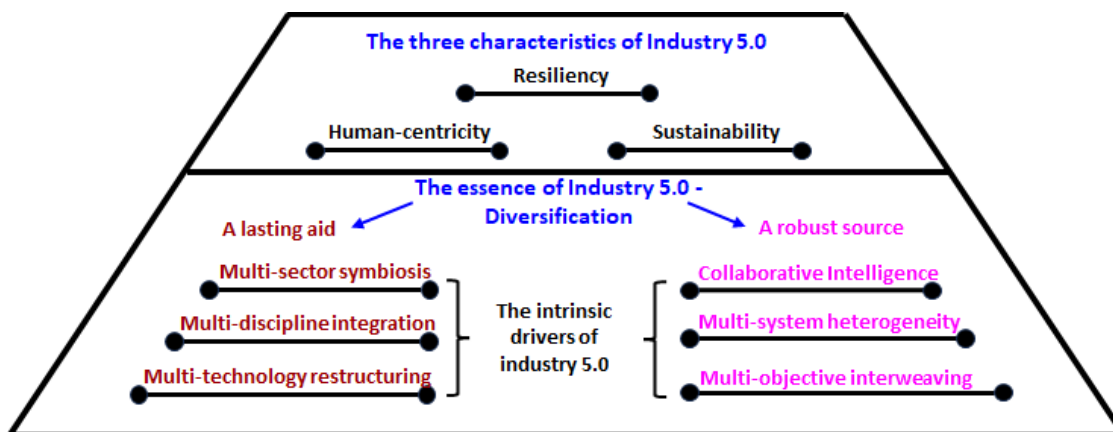 The three characteristics of Industry 5.0
Resiliency
Human-centricity
Sustainability
The essence of Industry 5.0 -
Diversification
A lasting aid
A robust source
Multi-sector symbiosis
Multi-discipline integration
Multi-technology restructuring
The intrinsic
drivers of
industry 5.0
Collaborative Intelligence
Multi-system heterogeneity
Multi-objective interweaving